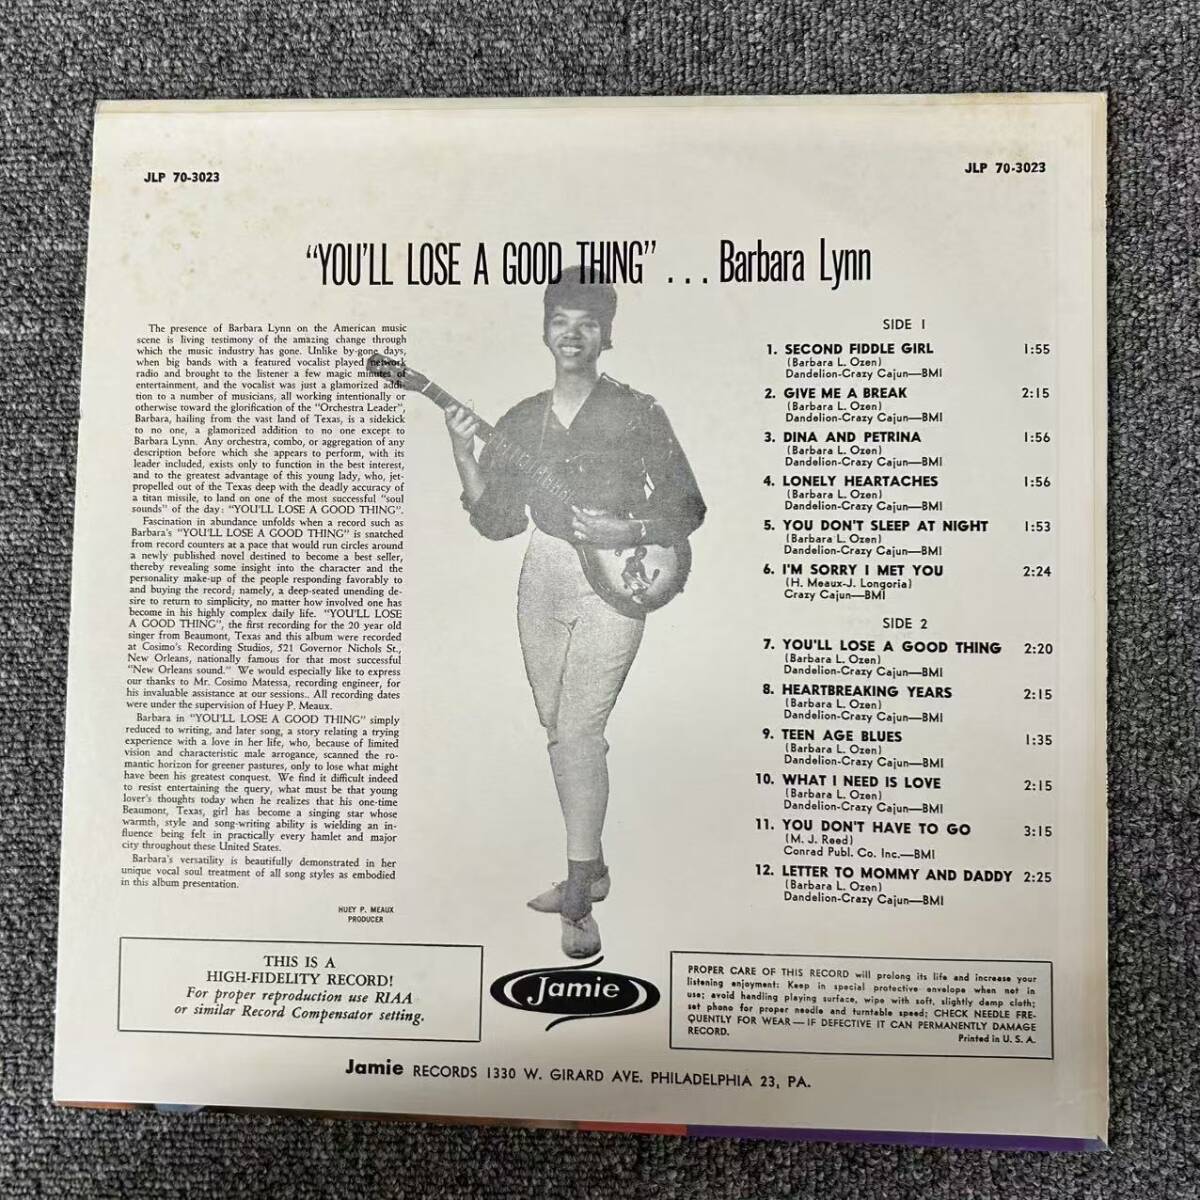 JLP 70-3023
JLP 70-3023
"YOU'LL LOSE A GOOD THING" . . . Barbara Lynn
The presence of Barbara Lynn on the American music
scene is living testimony of the amazing change through
which the music industry has gone. Unlike by-gone days,
when big bands with a featured vocalist played network
radio and brought to the listener a few magic minutes of
entertainment, and the vocalist was just a glamorized addi-
tion to a number of musicians, all working intentionally or
otherwise toward the glorification of the "Orchestra Leader",
Barbara, hailing from the vast land of Texas, is a sidekick
to no one, a glamorized addition to no one except to
Barbara Lynn. Any orchestra, combo, or aggregation of any
description before which she appears to perform, with its
leader included, exists only to function in the best interest,
and to the greatest advantage of this young lady, who, jet-
propelled out of the Texas deep with the deadly accuracy of
a titan missile, to land on one of the most successful "soul
sounds" of the day: "YOU'LL LOSE A GOOD THING".
Fascination in abundance unfolds when a record such as
Barbara's "YOU'LL LOSE A GOOD THING" is snatched
from record counters at a pace that would run circles around
a newly published novel destined to become a best seller,
thereby revealing some insight into the character and the
personality make-up of the people responding favorably to
and buying the record; namely, a deep-seated unending de-
sire to return to simplicity, no matter how involved one has
become in his highly complex daily life. "YOU'LL LOSE
A GOOD THING", the first recording for the 20 year old
singer from Beaumont, Texas and this album were recorded
at Cosimo's Recording Studios, 521 Governor Nichols St.,
New Orleans, nationally famous for that most successful
"New Orleans sound." We would especially like to express
our thanks to Mr. Cosimo Matessa, recording engineer, for
his invaluable assistance at our sessions.. All recording dates
were under the supervision of Huey P. Meaux.
Barbara in "YOU'LL LOSE A GOOD THING" simply
reduced to writing, and later song, a story relating a trying
experience with a love in her life, who, because of limited
vision and characteristic male arrogance, scanned the ro-
mantic horizon for greener pastures, only to lose what might
have been his greatest conquest. We find it difficult indeed
to resist entertaining the query, what must be that young
lover's thoughts today when he realizes that his one-time
Beaumont, Texas, girl has become a singing star whose
warmth, style and song-writing ability is wielding an in-
fluence being felt in practically every hamlet and major
city throughout these United States.
Barbara's versatility is beautifully demonstrated in her
unique vocal soul treatment of all song styles as embodied
in this album presentation.
HUEY P. MEAUX
PRODUCER
SIDE 1
1. SECOND FIDDLE GIRL 1:55
(Barbara L. Ozen)
Dandelion-Crazy Cajun—BMI
2. GIVE ME A BREAK 2:15
(Barbara L. Ozen)
Dandelion-Crazy Cajun—BMI
3. DINA AND PETRINA 1:56
(Barbara L. Ozen)
Dandelion-Crazy Cajun—BMI
4. LONELY HEARTACHES 1:56
(Barbara L. Ozen)
Dandelion-Crazy Cajun—BMI
5. YOU DON'T SLEEP AT NIGHT 1:53
(Barbara L. Ozen)
Dandelion-Crazy Cajun—BMI
6. I'M SORRY I MET YOU 2:24
(H. Meaux-J. Longoria)
Crazy Cajun—BMI
SIDE 2
7. YOU'LL LOSE A GOOD THING 2:20
(Barbara L. Ozen)
Dandelion-Crazy Cajun—BMI
8. HEARTBREAKING YEARS 2:15
(Barbara L. Ozen)
Dandelion-Crazy Cajun—BMI
9. TEEN AGE BLUES 1:35
(Barbara L. Ozen)
Dandelion-Crazy Cajun—BMI
10. WHAT I NEED IS LOVE 2:15
(Barbara L. Ozen)
Dandelion-Crazy Cajun—BMI
11. YOU DON'T HAVE TO GO 3:15
(M. J. Reed)
Conrad Publ. Co. Inc.—BMI
12. LETTER TO MOMMY AND DADDY 2:25
(Barbara L. Ozen)
Dandelion-Crazy Cajun—BMI
THIS IS A
HIGH-FIDELITY RECORD!
For proper reproduction use RIAA
or similar Record Compensator setting.
Jamie
PROPER CARE OF THIS RECORD will prolong its life and increase your
listening enjoyment: Keep in special protective envelope when not in
use; avoid handling playing surface, wipe with soft, slightly damp cloth;
set phono for proper needle and turntable speed; CHECK NEEDLE FRE-
QUENTLY FOR WEAR—IF DEFECTIVE IT CAN PERMANENTLY DAMAGE
RECORD.
Printed in U. S. A.
Jamie RECORDS 1330 W. GIRARD AVE. PHILADELPHIA 23, PA.